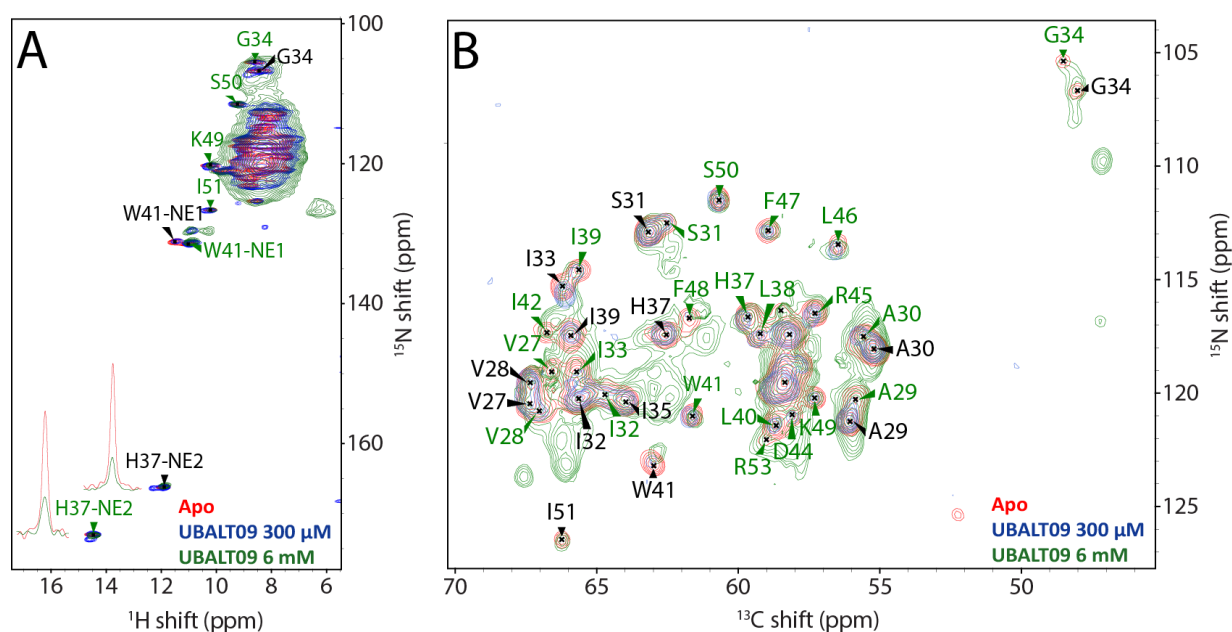 A
G34
G34
S50
K49
I51
W41-NE1
W41-NE1
H37-NE2
H37-NE2
Apo
UBALT09 300 µM
UBALT09 6 mM
16
14
12
10
8
6
¹H shift (ppm)
100
120
140
160
¹⁵N shift (ppm)
B
G34
G34
S50
S31
F47
S31
L46
I39
I33
F48
H37
L38
I42
H37
R45
A30
I39
A30
V27
I33
V28
V27
I35
W41
A29
V28
I32
I32
L40
K49
D44
A29
R53
W41
I51
Apo
UBALT09 300 µM
UBALT09 6 mM
70
65
60
55
50
¹³C shift (ppm)
105
110
115
120
125
¹⁵N shift (ppm)